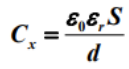 Cₓ = ε₀εᵣS / d